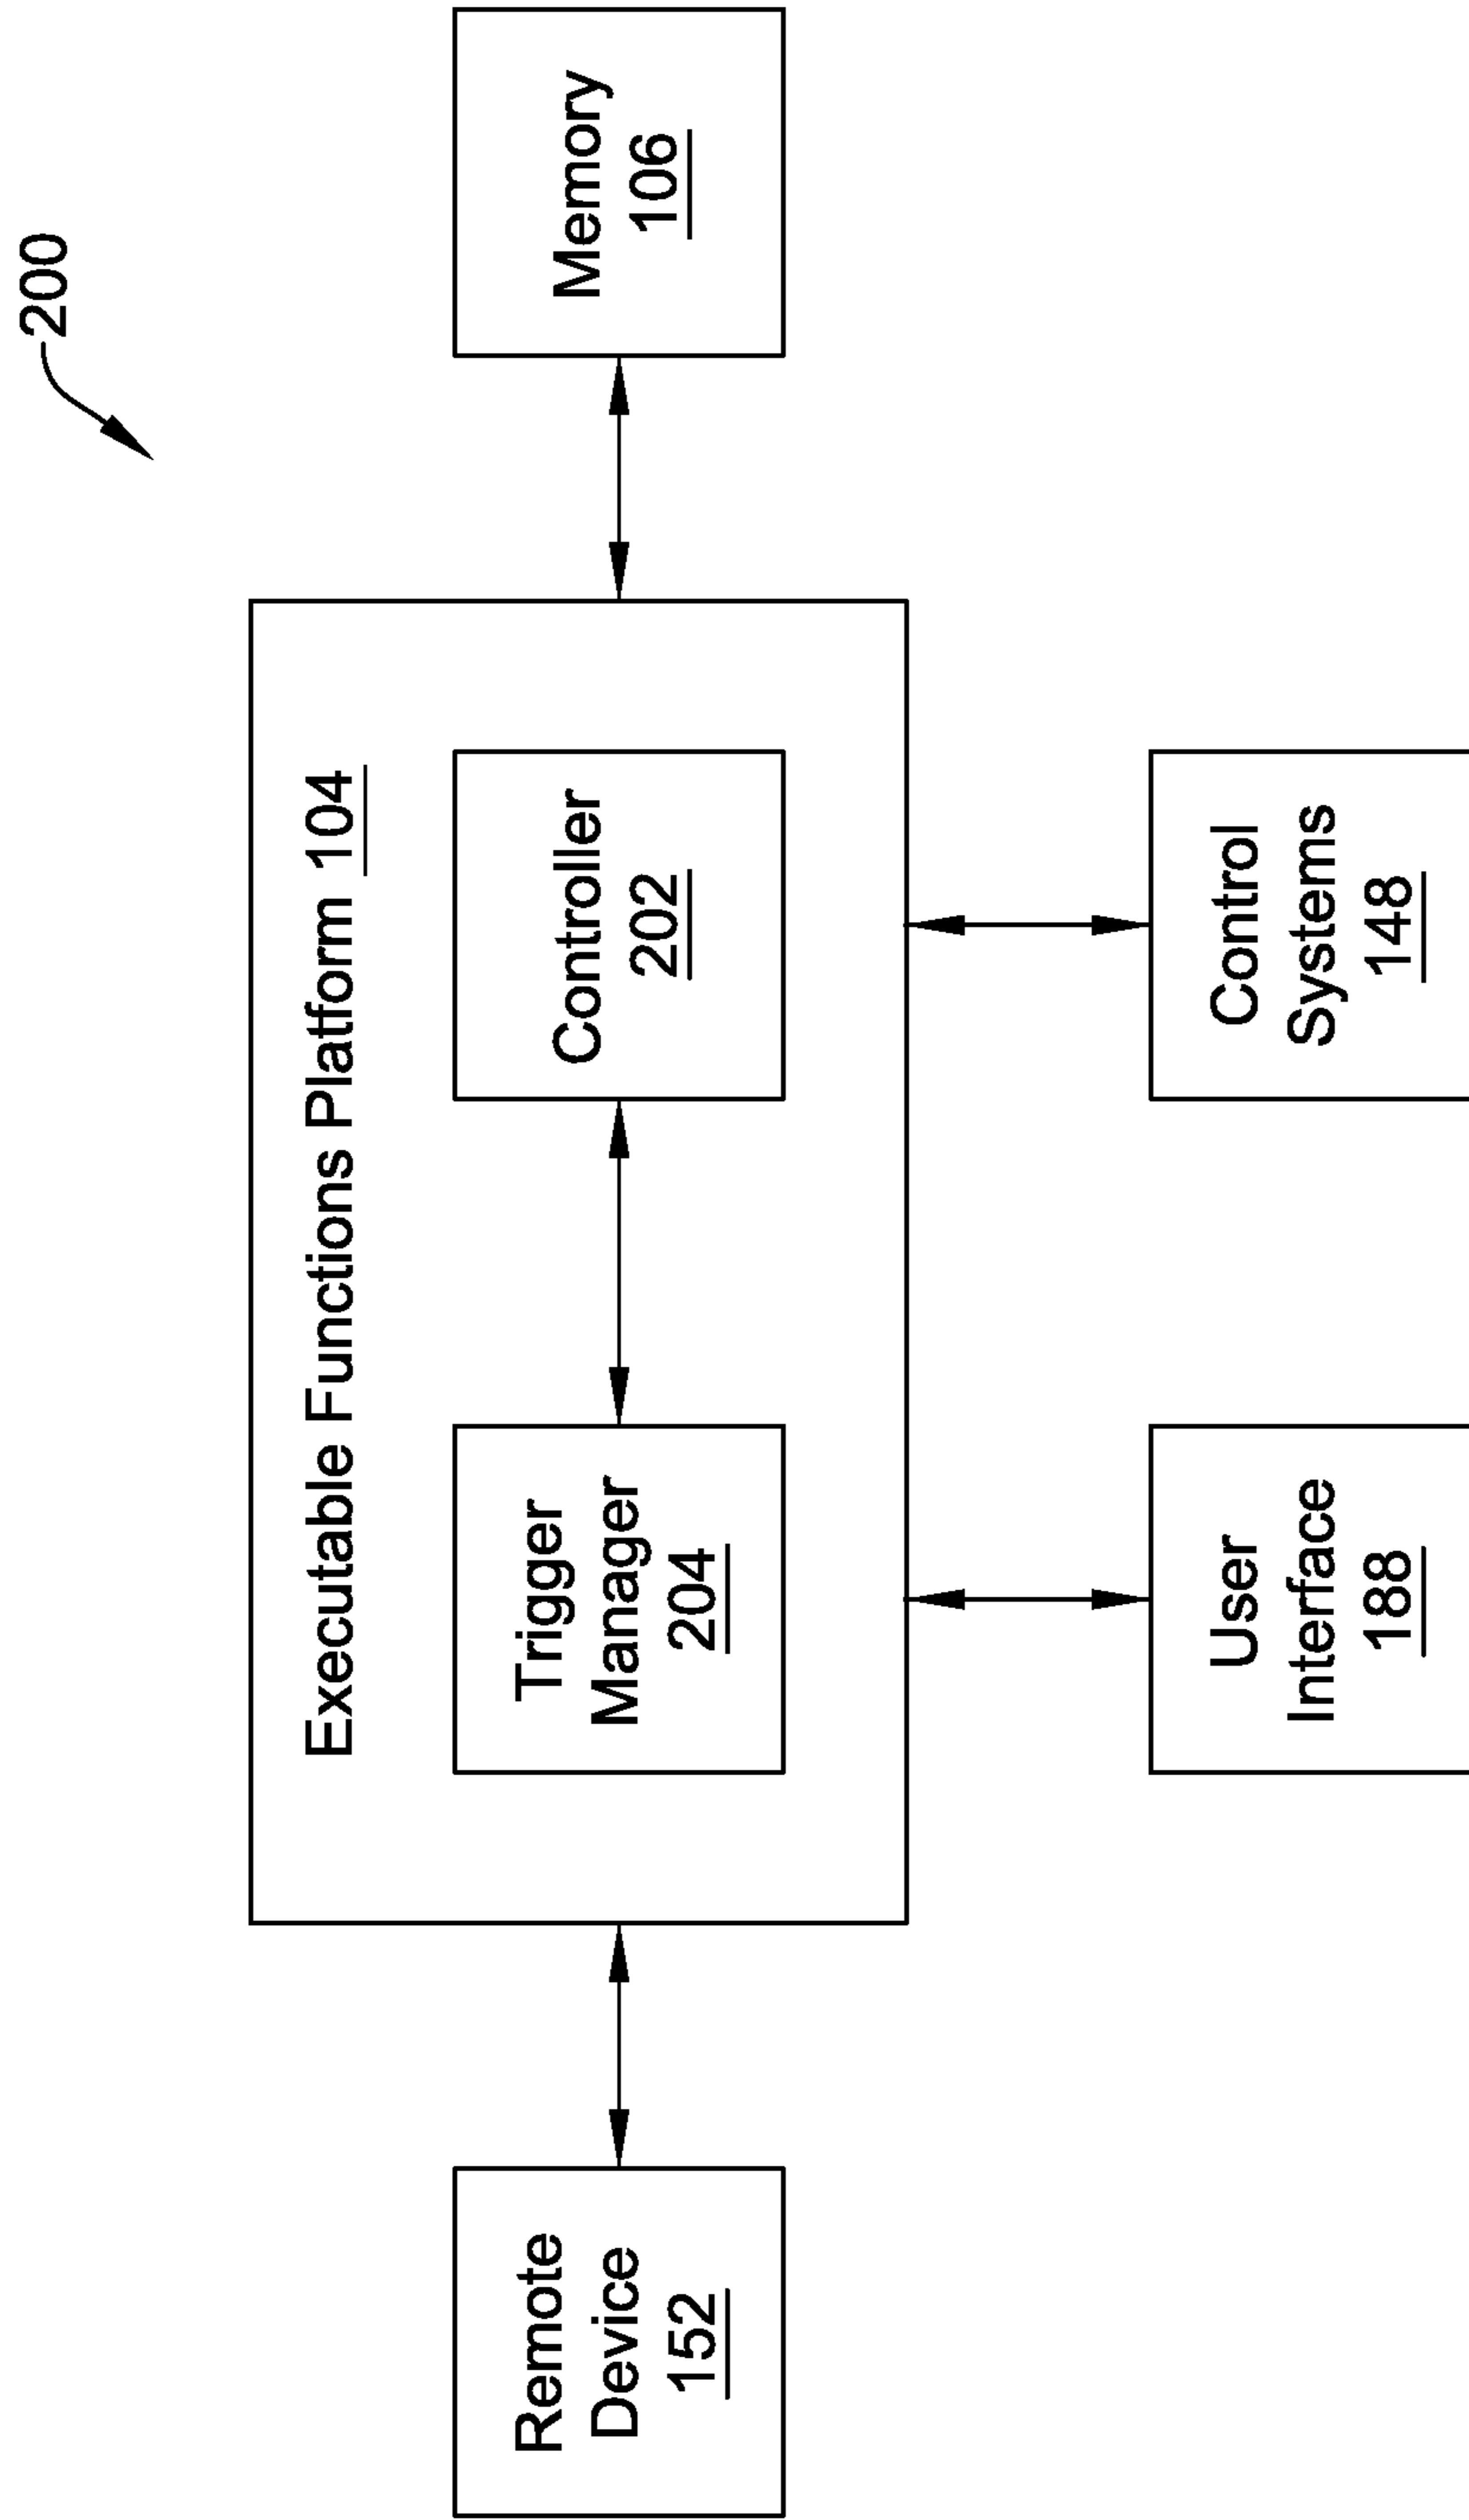 200
Executable Functions Platform 104
Remote
Device
152
Trigger
Manager
204
Controller
202
Memory
106
User
Interface
188
Control
Systems
148